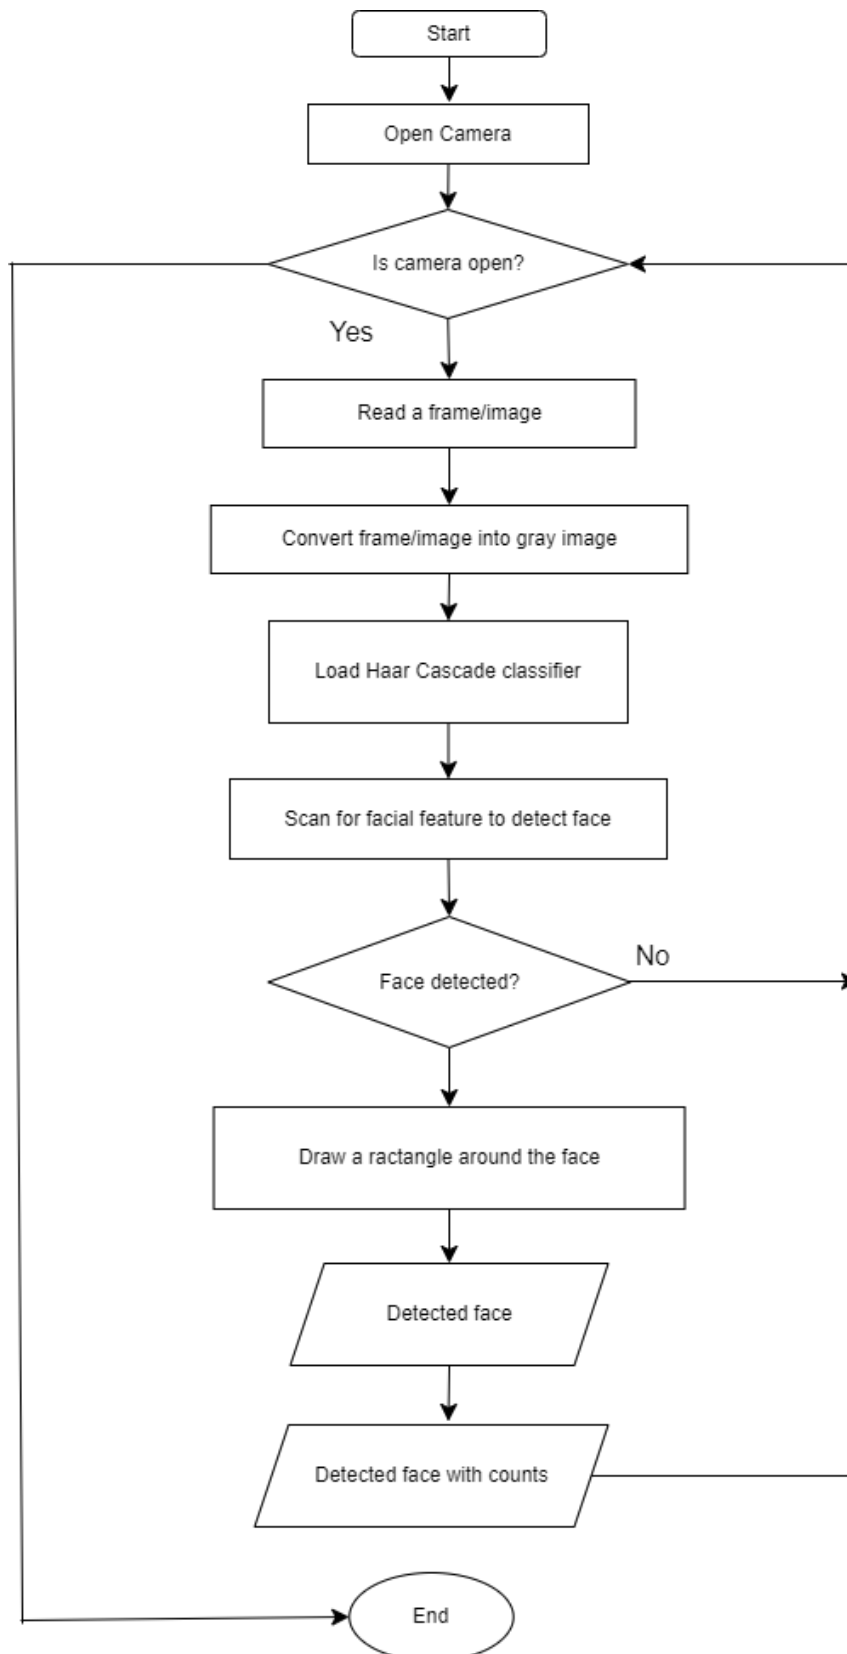 Start
Open Camera
Is camera open?
Yes
Read a frame/image
Convert frame/image into gray image
Load Haar Cascade classifier
Scan for facial feature to detect face
No
Face detected?
Draw a ractangle around the face
Detected face
Detected face with counts
End